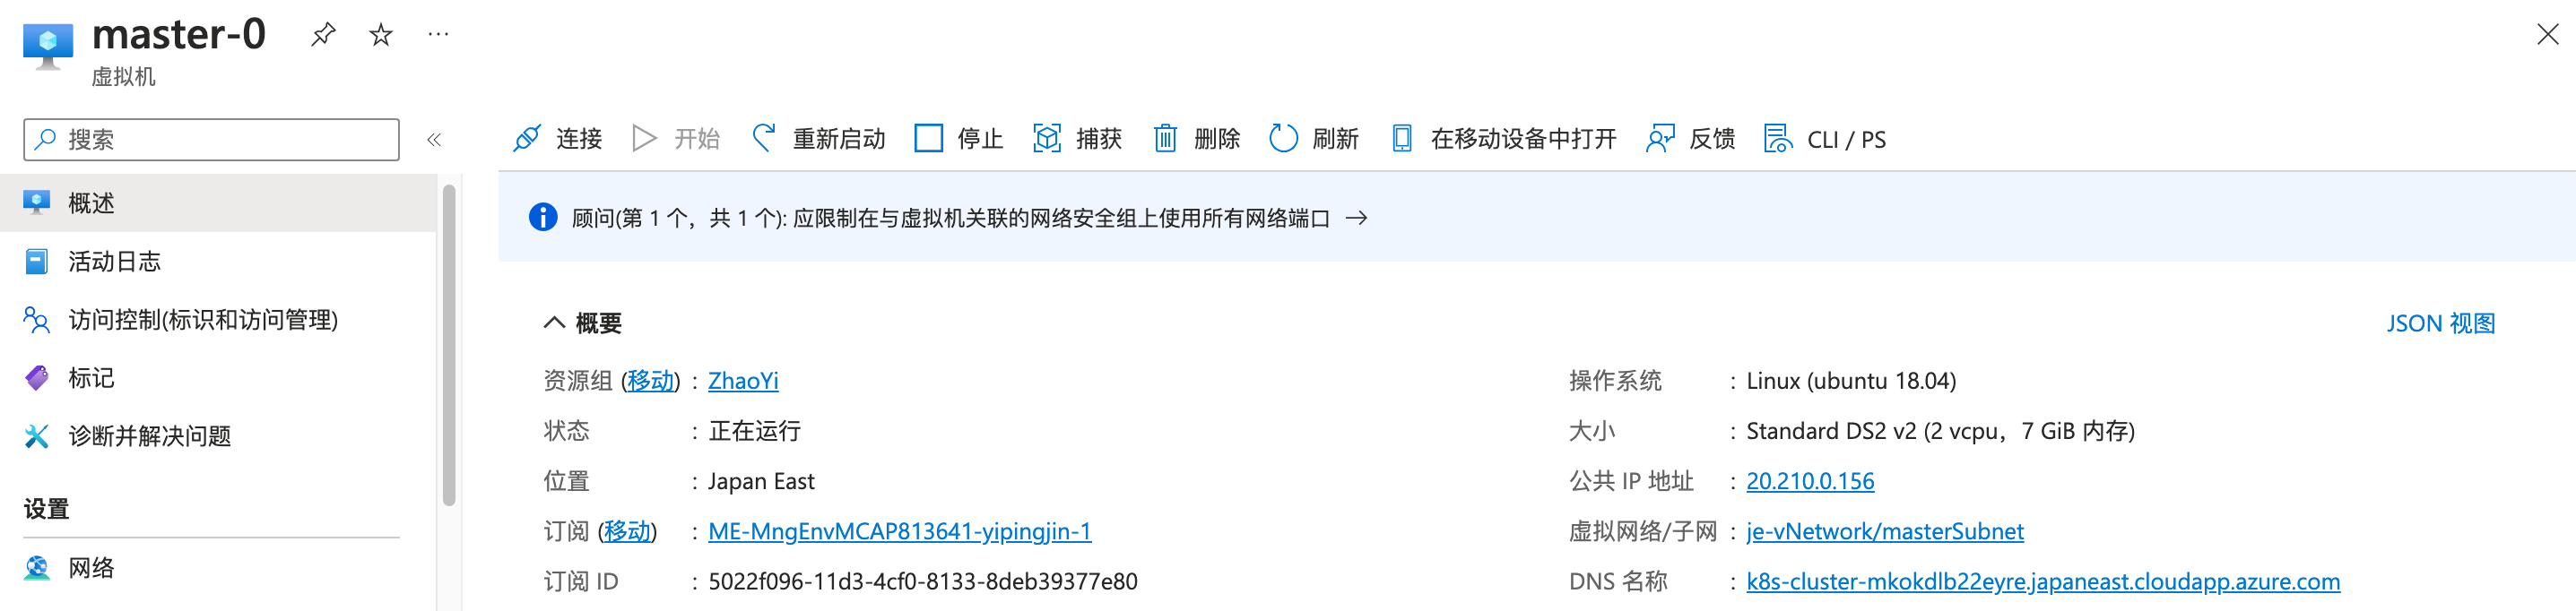 master-0
虚拟机
搜索
连接 开始 重新启动 停止 捕获 删除 刷新 在移动设备中打开 反馈 CLI / PS
概述
活动日志
访问控制(标识和访问管理)
标记
诊断并解决问题
设置
网络
顾问(第 1 个，共 1 个): 应限制在与虚拟机关联的网络安全组上使用所有网络端口 →
概要
JSON 视图
资源组 (移动) : ZhaoYi
状态 : 正在运行
位置 : Japan East
订阅 (移动) : ME-MngEnvMCAP813641-yipingjin-1
订阅 ID : 5022f096-11d3-4cf0-8133-8deb39377e80
操作系统 : Linux (ubuntu 18.04)
大小 : Standard DS2 v2 (2 vcpu，7 GiB 内存)
公共 IP 地址 : 20.210.0.156
虚拟网络/子网 : je-vNetwork/masterSubnet
DNS 名称 : k8s-cluster-mkokdlb22eyre.japaneast.cloudapp.azure.com